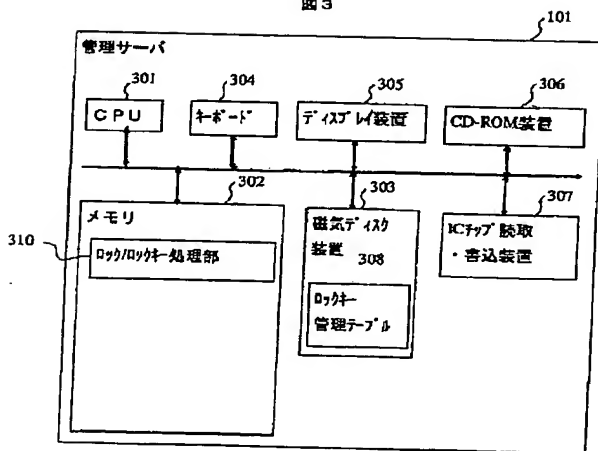 図3
101
管理サーバ
301
304
305
306
CPU
キーボード
ディスプレイ装置
CD-ROM装置
302
303
307
メモリ
磁気ディスク
装置
308
ICチップ読取
・書込装置
310
ロック/ロックキー処理部
ロックキー
管理テーブル